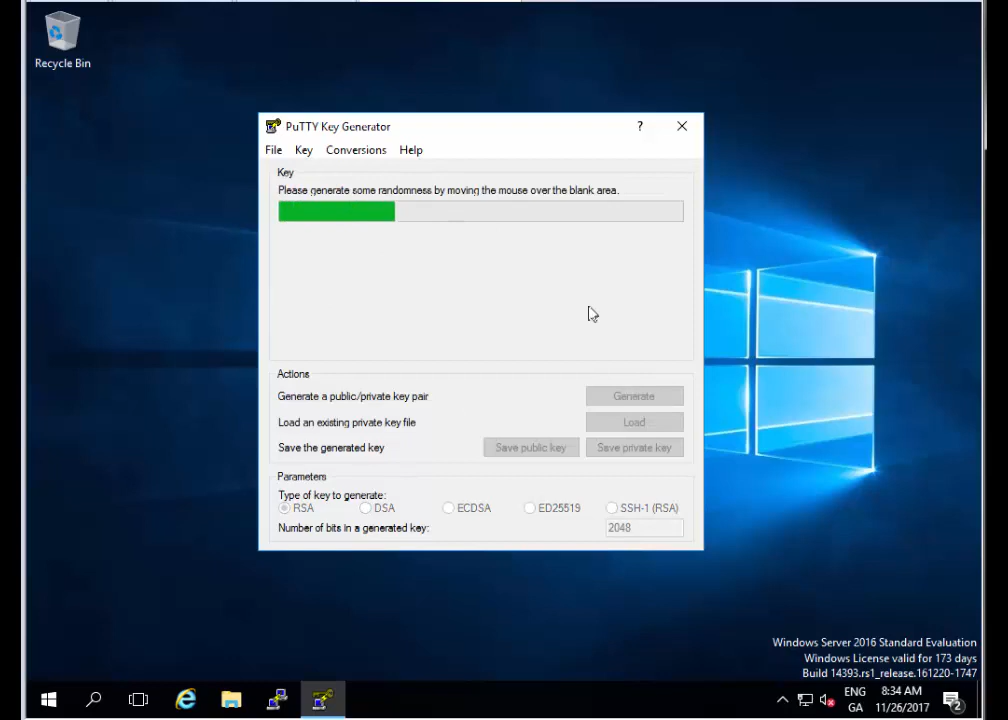 Recycle Bin
PuTTY Key Generator
?
File Key Conversions Help
Key
Please generate some randomness by moving the mouse over the blank area.
Actions
Generate a public/private key pair
Generate
Load an existing private key file
Load
Save the generated key
Save public key
Save private key
Parameters
Type of key to generate:
RSA DSA ECDSA ED25519 SSH-1 (RSA)
Number of bits in a generated key:
2048
Windows Server 2016 Standard Evaluation
Windows License valid for 173 days
Build 14393.rs1_release.161220-1747
ENG
GA
8:34 AM
11/26/2017
2